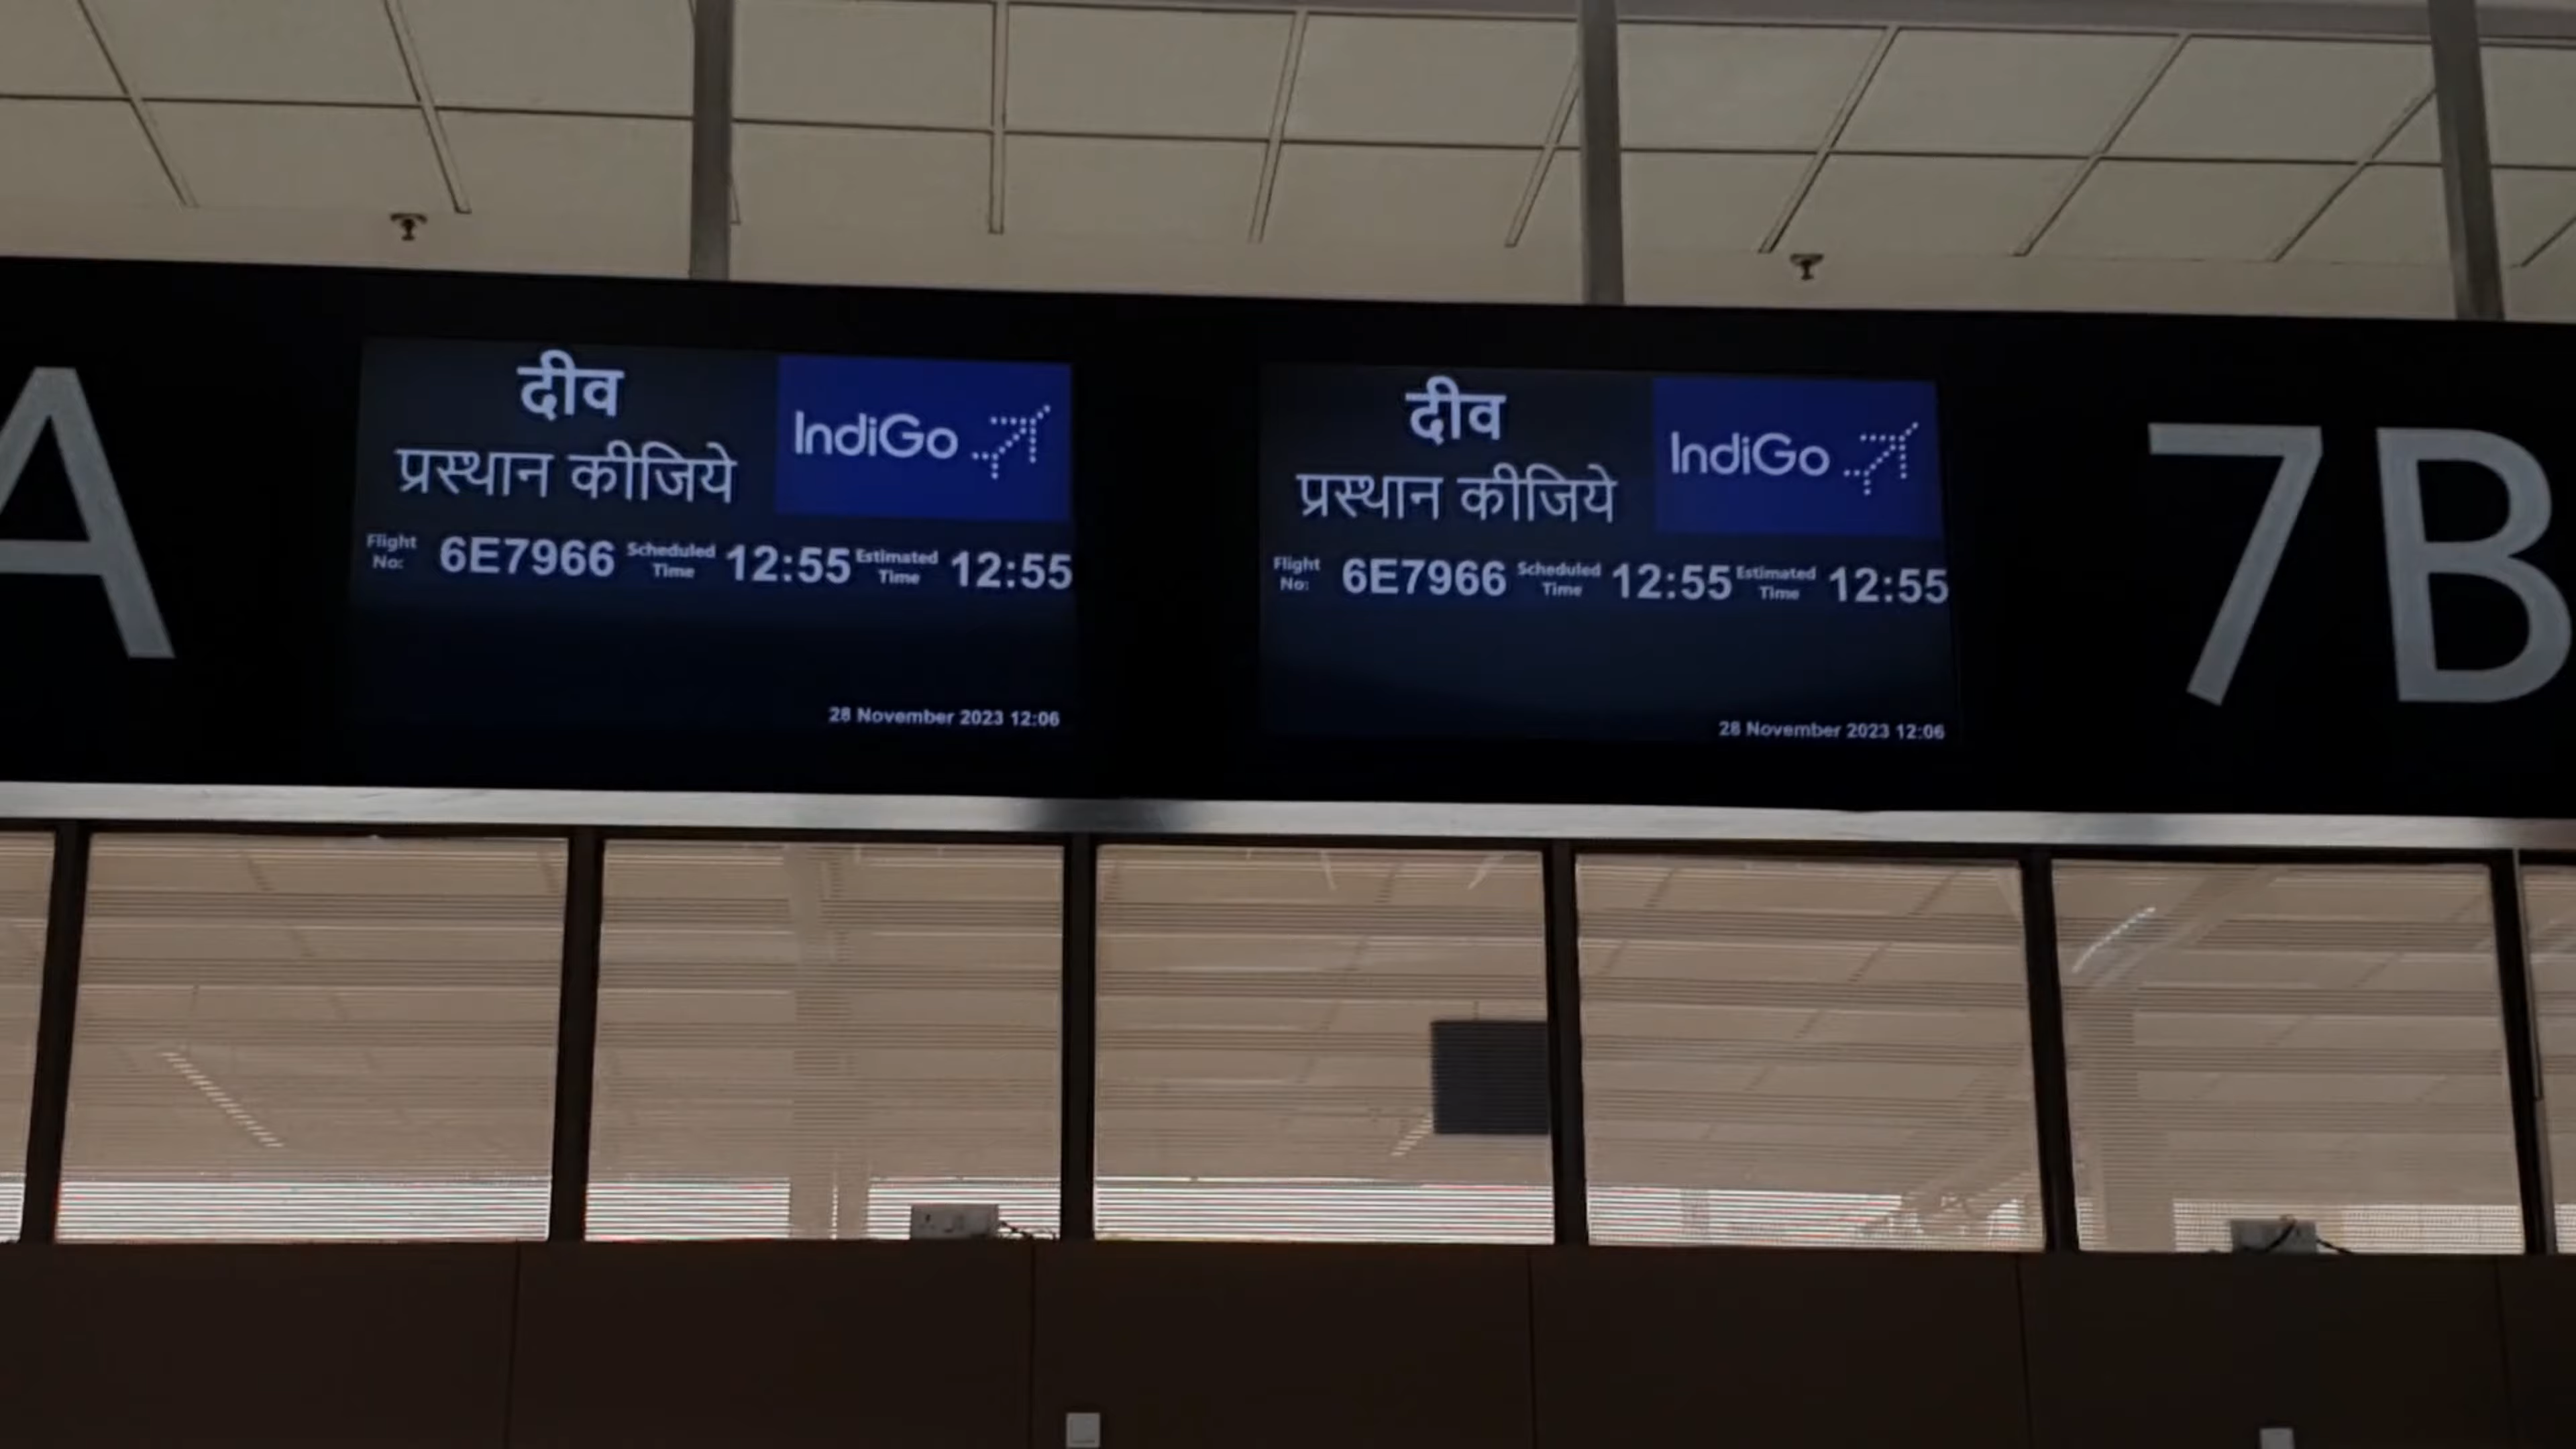 A
दीव
प्रस्थान कीजिये
IndiGo
Flight No: 6E7966 Scheduled Time 12:55 Estimated Time 12:55
28 November 2023 12:06
दीव
प्रस्थान कीजिये
IndiGo
Flight No: 6E7966 Scheduled Time 12:55 Estimated Time 12:55
28 November 2023 12:06
7B